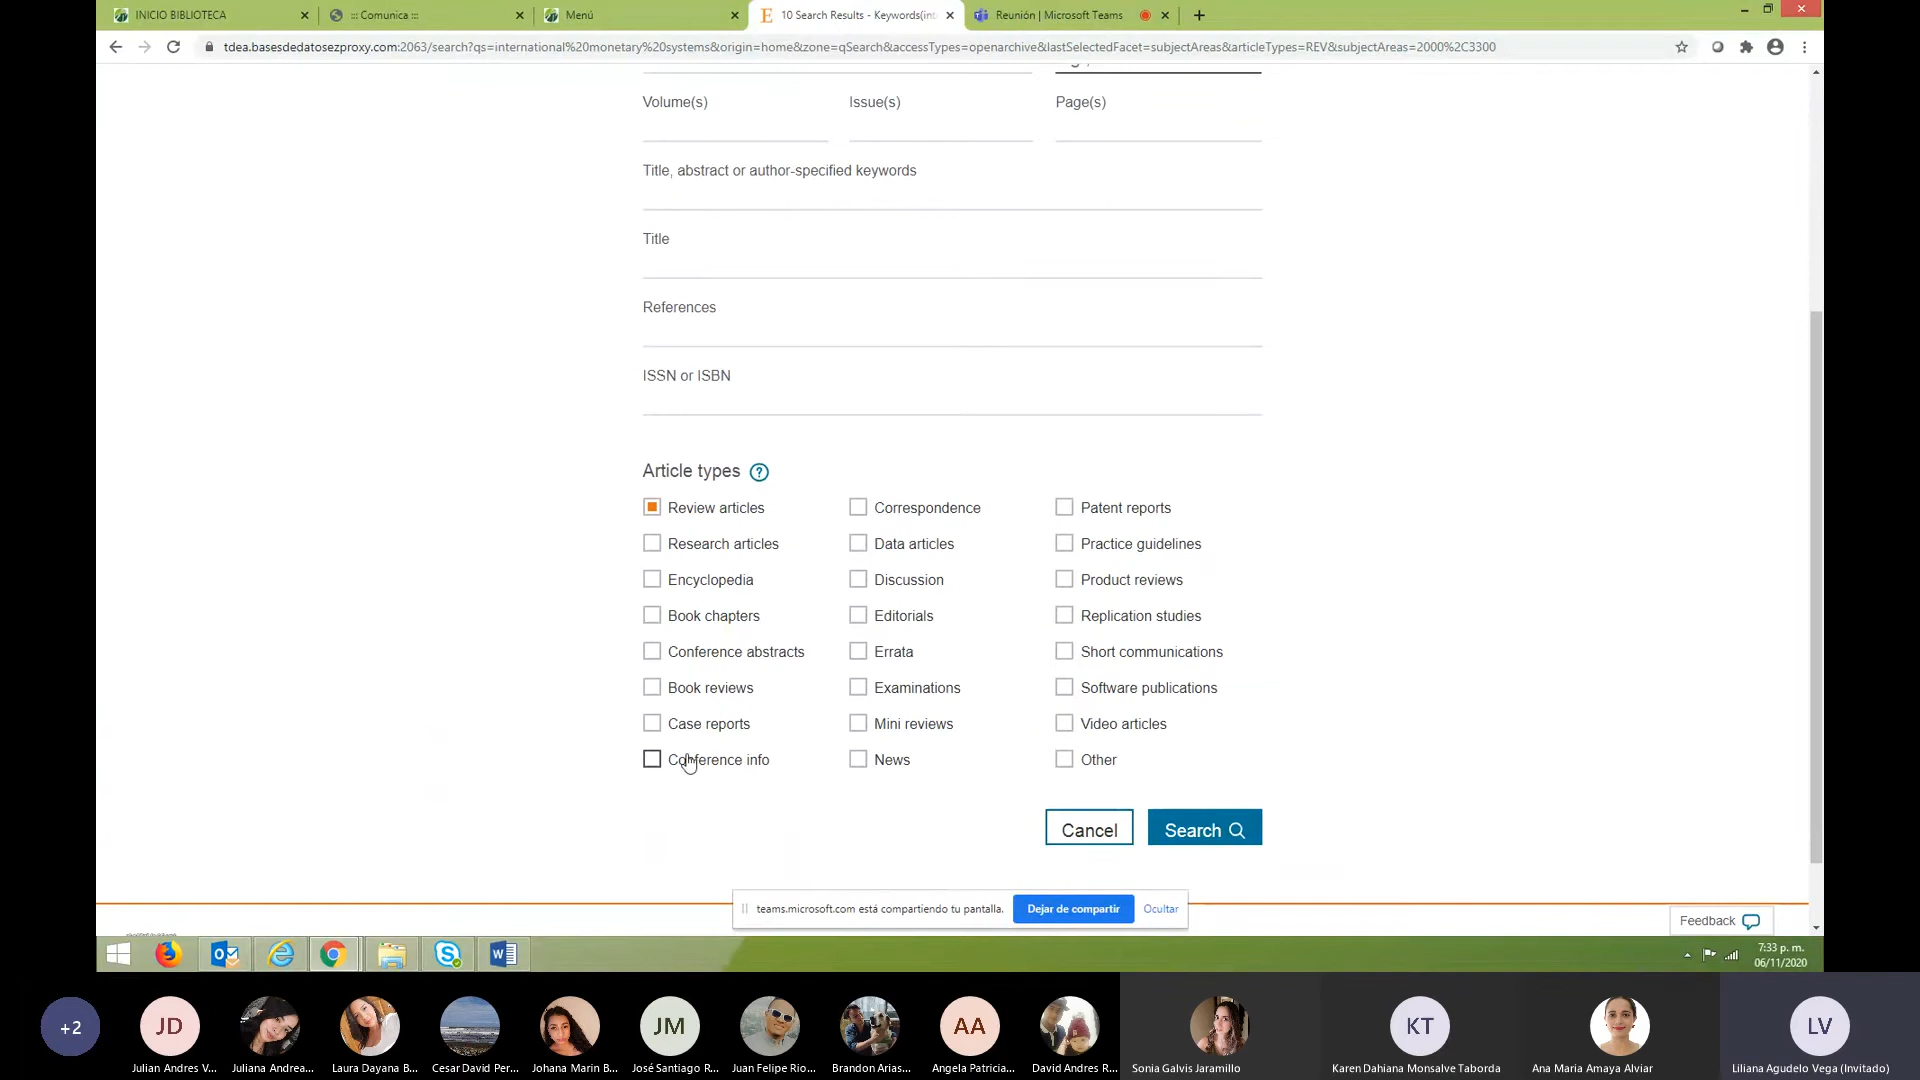 INICIO BIBLIOTECA
::: Comunica :::
Menú
10 Search Results - Keywords(int
Reunión | Microsoft Teams
tdea.basesdedatosezproxy.com:2063/search?qs=international%20monetary%20systems&origin=home&zone=qSearch&accessTypes=openarchive&lastSelectedFacet=subjectAreas&articleTypes=REV&subjectAreas=2000%2C3300
Volume(s) Issue(s) Page(s)
Title, abstract or author-specified keywords
Title
References
ISSN or ISBN
Article types ?
Review articles Correspondence Patent reports
Research articles Data articles Practice guidelines
Encyclopedia Discussion Product reviews
Book chapters Editorials Replication studies
Conference abstracts Errata Short communications
Book reviews Examinations Software publications
Case reports Mini reviews Video articles
Conference info News Other
Cancel Search
teams.microsoft.com está compartiendo tu pantalla. Dejar de compartir Ocultar
Feedback
7:33 p. m.
06/11/2020
+2 JD JM AA KT LV
Julian Andres V... Juliana Andrea... Laura Dayana B... Cesar David Per... Johana Marin B... José Santiago R... Juan Felipe Rio... Brandon Arias... Angela Patricia... David Andres R... Sonia Galvis Jaramillo Karen Dahiana Monsalve Taborda Ana Maria Amaya Alviar Liliana Agudelo Vega (Invitado)